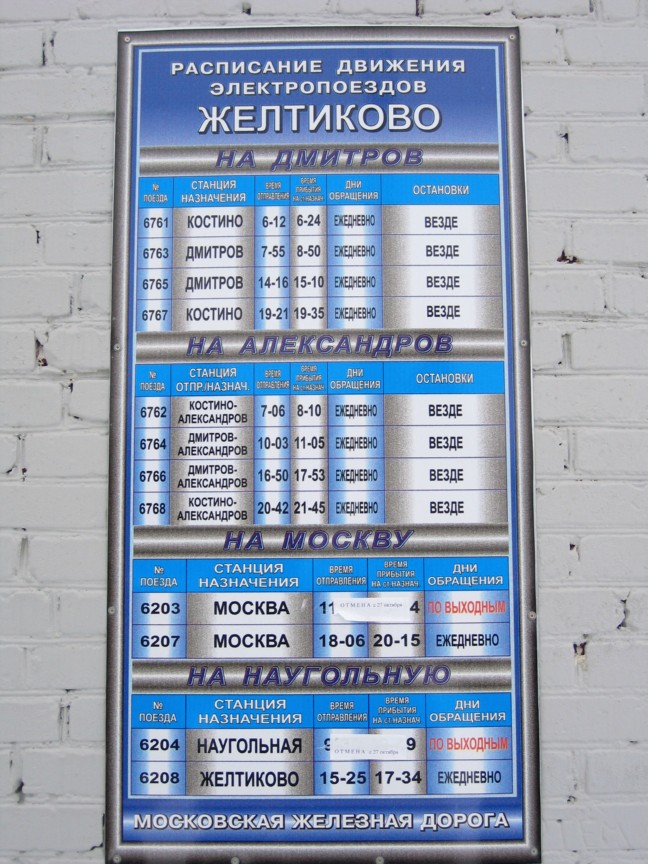 РАСПИСАНИЕ ДВИЖЕНИЯ
ЭЛЕКТРОПОЕЗДОВ
ЖЕЛТИКОВО
НА ДМИТРОВ
№ ПОЕЗДА СТАНЦИЯ НАЗНАЧЕНИЯ ВРЕМЯ ОТПРАВЛЕНИЯ ВРЕМЯ ПРИБЫТИЯ НА СТ.НАЗНАЧ. ДНИ ОБРАЩЕНИЯ ОСТАНОВКИ
6761 КОСТИНО 6-12 6-24 ЕЖЕДНЕВНО ВЕЗДЕ
6763 ДМИТРОВ 7-55 8-50 ЕЖЕДНЕВНО ВЕЗДЕ
6765 ДМИТРОВ 14-16 15-10 ЕЖЕДНЕВНО ВЕЗДЕ
6767 КОСТИНО 19-21 19-35 ЕЖЕДНЕВНО ВЕЗДЕ
НА АЛЕКСАНДРОВ
№ ПОЕЗДА СТАНЦИЯ ОТПР./НАЗНАЧ. ВРЕМЯ ОТПРАВЛЕНИЯ ВРЕМЯ ПРИБЫТИЯ НА СТ.НАЗНАЧ. ДНИ ОБРАЩЕНИЯ ОСТАНОВКИ
6762 КОСТИНО-АЛЕКСАНДРОВ 7-06 8-10 ЕЖЕДНЕВНО ВЕЗДЕ
6764 ДМИТРОВ-АЛЕКСАНДРОВ 10-03 11-05 ЕЖЕДНЕВНО ВЕЗДЕ
6766 ДМИТРОВ-АЛЕКСАНДРОВ 16-50 17-53 ЕЖЕДНЕВНО ВЕЗДЕ
6768 КОСТИНО-АЛЕКСАНДРОВ 20-42 21-45 ЕЖЕДНЕВНО ВЕЗДЕ
НА МОСКВУ
№ ПОЕЗДА СТАНЦИЯ НАЗНАЧЕНИЯ ВРЕМЯ ОТПРАВЛЕНИЯ ВРЕМЯ ПРИБЫТИЯ НА СТ.НАЗНАЧ. ДНИ ОБРАЩЕНИЯ
6203 МОСКВА 11 ОТМЕНА с 27 октября 4 ПО ВЫХОДНЫМ
6207 МОСКВА 18-06 20-15 ЕЖЕДНЕВНО
НА НАУГОЛЬНУЮ
№ ПОЕЗДА СТАНЦИЯ НАЗНАЧЕНИЯ ВРЕМЯ ОТПРАВЛЕНИЯ ВРЕМЯ ПРИБЫТИЯ НА СТ.НАЗНАЧ. ДНИ ОБРАЩЕНИЯ
6204 НАУГОЛЬНАЯ 9 ОТМЕНА с 27 октября 9 ПО ВЫХОДНЫМ
6208 ЖЕЛТИКОВО 15-25 17-34 ЕЖЕДНЕВНО
МОСКОВСКАЯ ЖЕЛЕЗНАЯ ДОРОГА